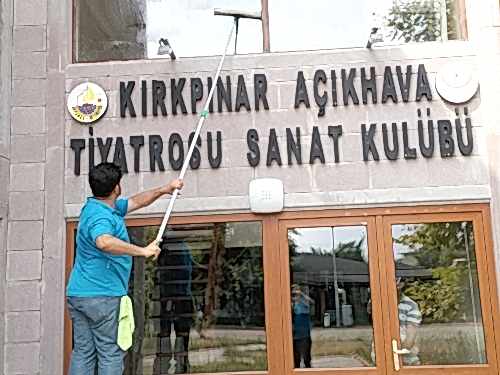 KIRKPINAR AÇIKHAVA
TİYATROSU SANAT KULÜBÜ